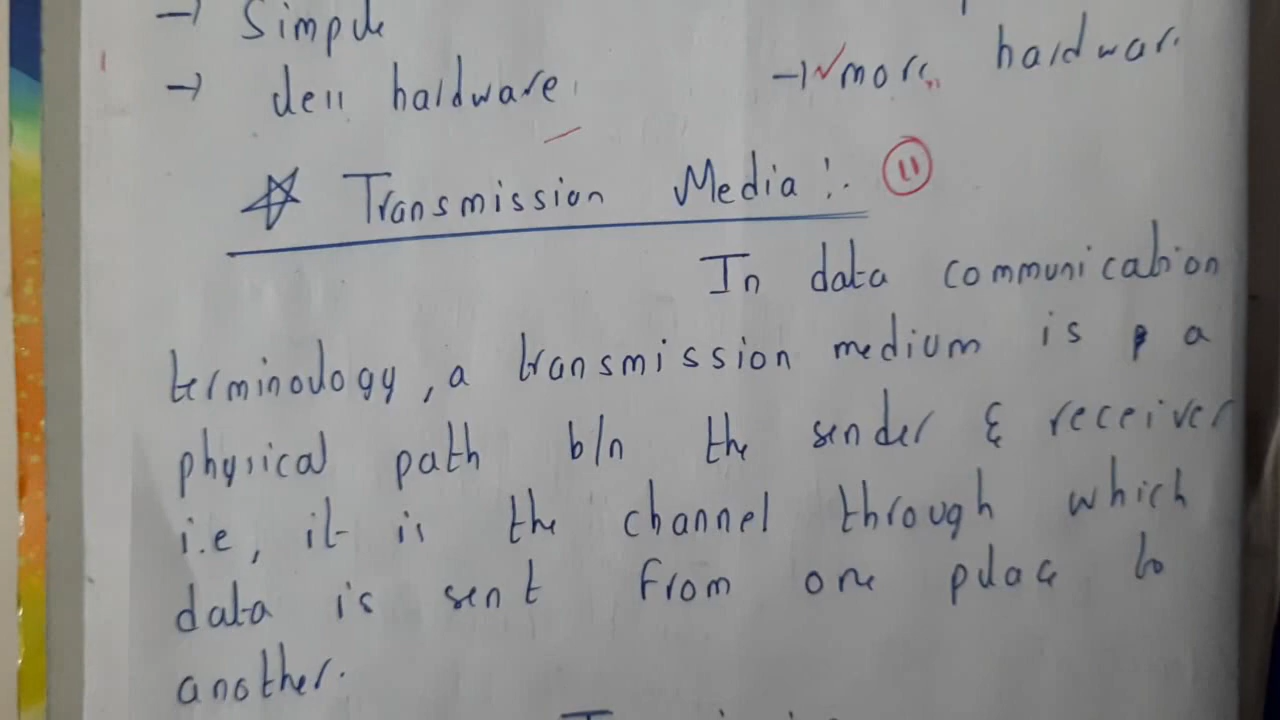 → Simple
→ less hardware
→ more hardwar
☆ Transmission Media :- 11
In data communication
terminology, a transmission medium is a
physical path b/n the sender & receiver
i.e, it is the channel through which
data is sent from one place to
another.